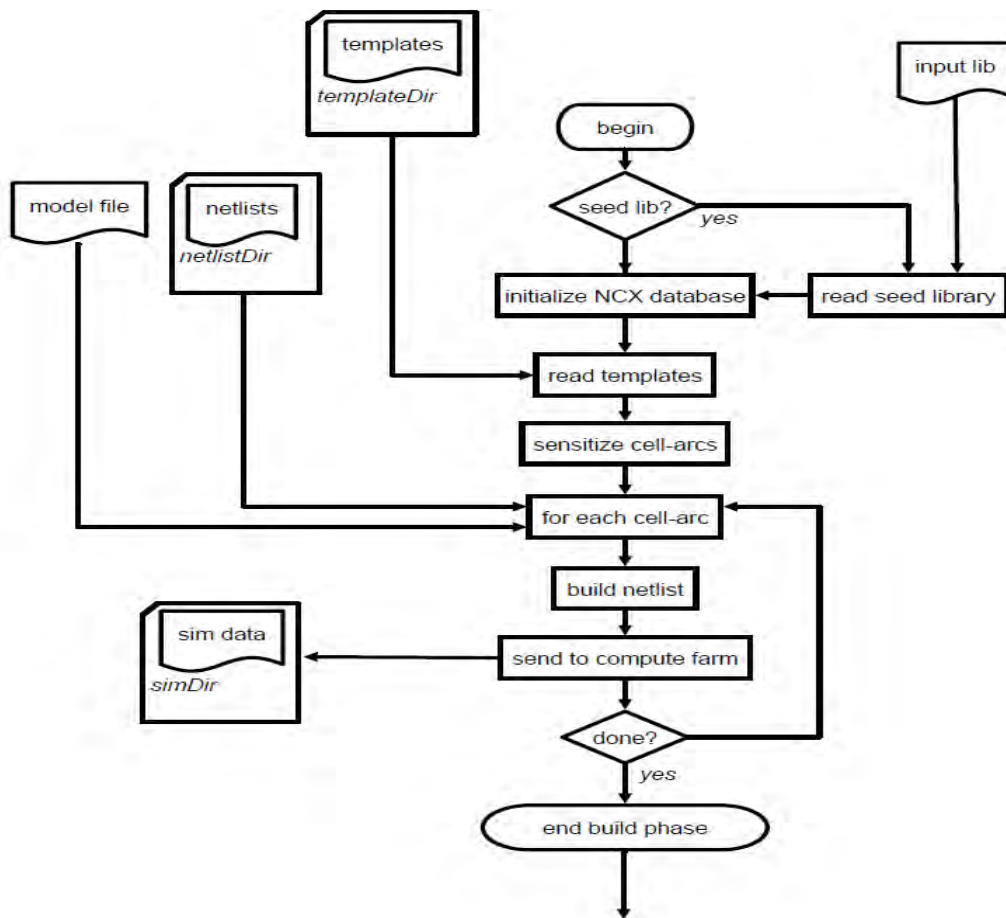 templates
templateDir
input lib
begin
model file
netlists
netlistDir
seed lib?
yes
initialize NCX database
read seed library
read templates
sensitize cell-arcs
for each cell-arc
build netlist
sim data
simDir
send to compute farm
done?
yes
end build phase